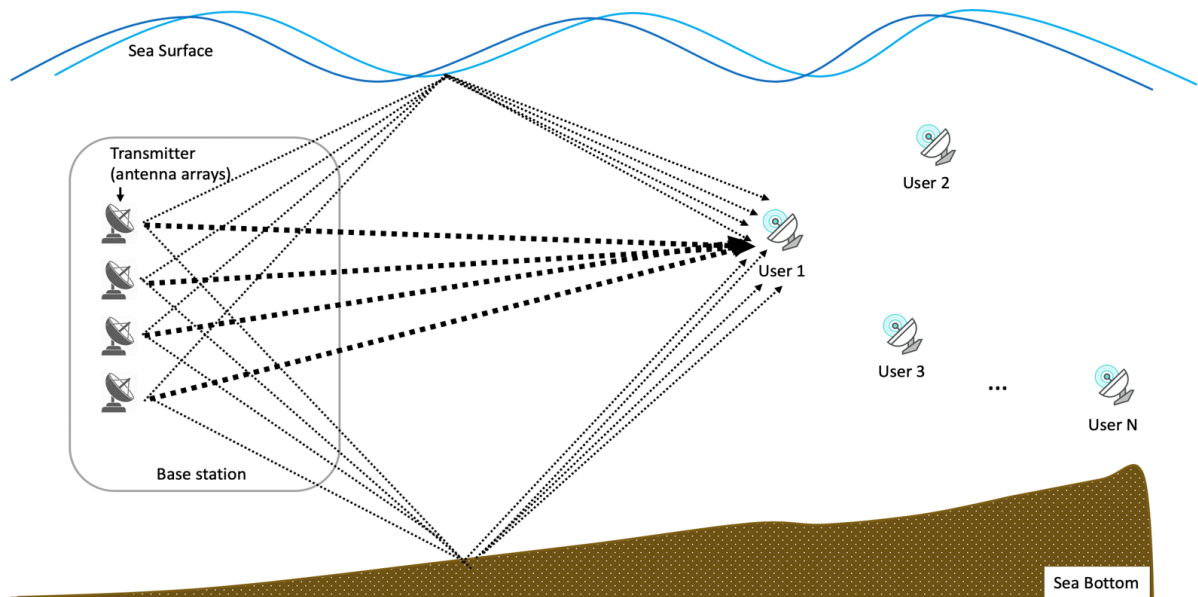 Sea Surface
Transmitter
(antenna arrays)
User 2
User 1
User 3
...
User N
Base station
Sea Bottom